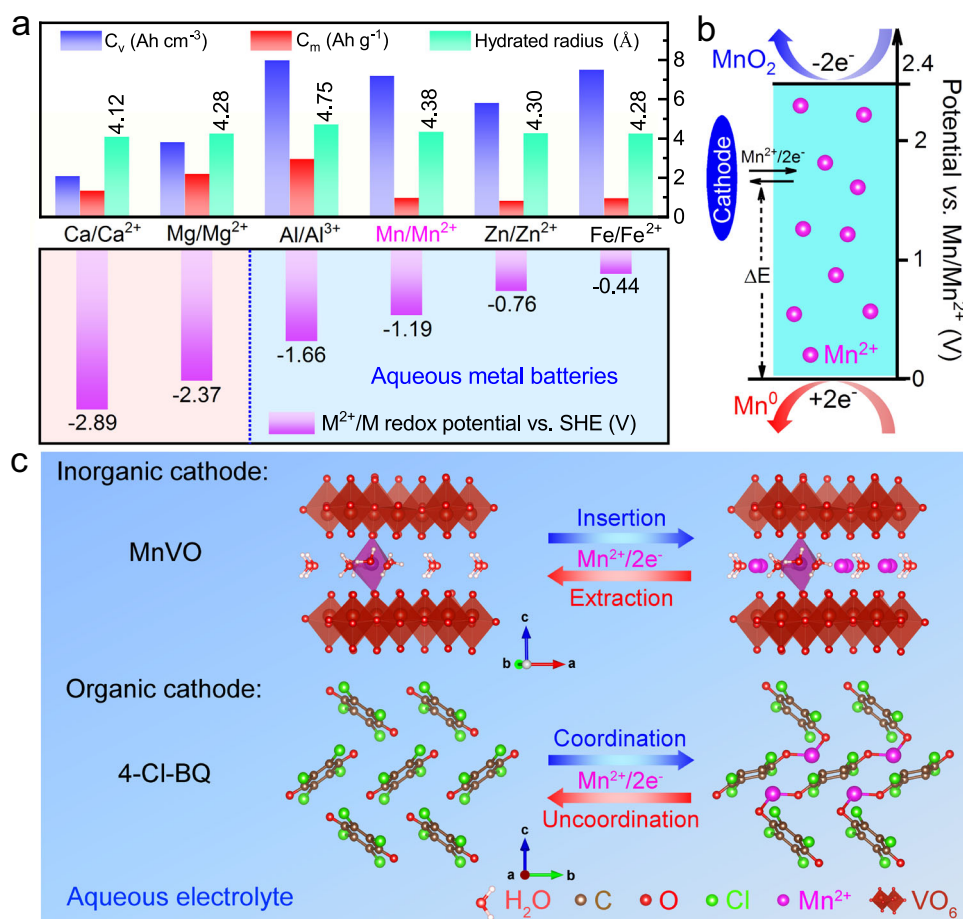 a
C_v (Ah cm⁻³) C_m (Ah g⁻¹) Hydrated radius (Å)
4.12 4.28 4.75 4.38 4.30 4.28
8
6
4
2
0
Ca/Ca²⁺ Mg/Mg²⁺ Al/Al³⁺ Mn/Mn²⁺ Zn/Zn²⁺ Fe/Fe²⁺
-2.89 -2.37 -1.66 -1.19 -0.76 -0.44
Aqueous metal batteries
M²⁺/M redox potential vs. SHE (V)
b
MnO₂ -2e⁻
2.4
2
1
0
Potential vs. Mn/Mn²⁺ (V)
Cathode
Mn²⁺/2e⁻
ΔE
Mn²⁺
Mn⁰ +2e⁻
c
Inorganic cathode:
MnVO
Insertion
Mn²⁺/2e⁻
Extraction
c
b a
Organic cathode:
4-Cl-BQ
Coordination
Mn²⁺/2e⁻
Uncoordination
c
a b
Aqueous electrolyte H₂O C O Cl Mn²⁺ VO₆